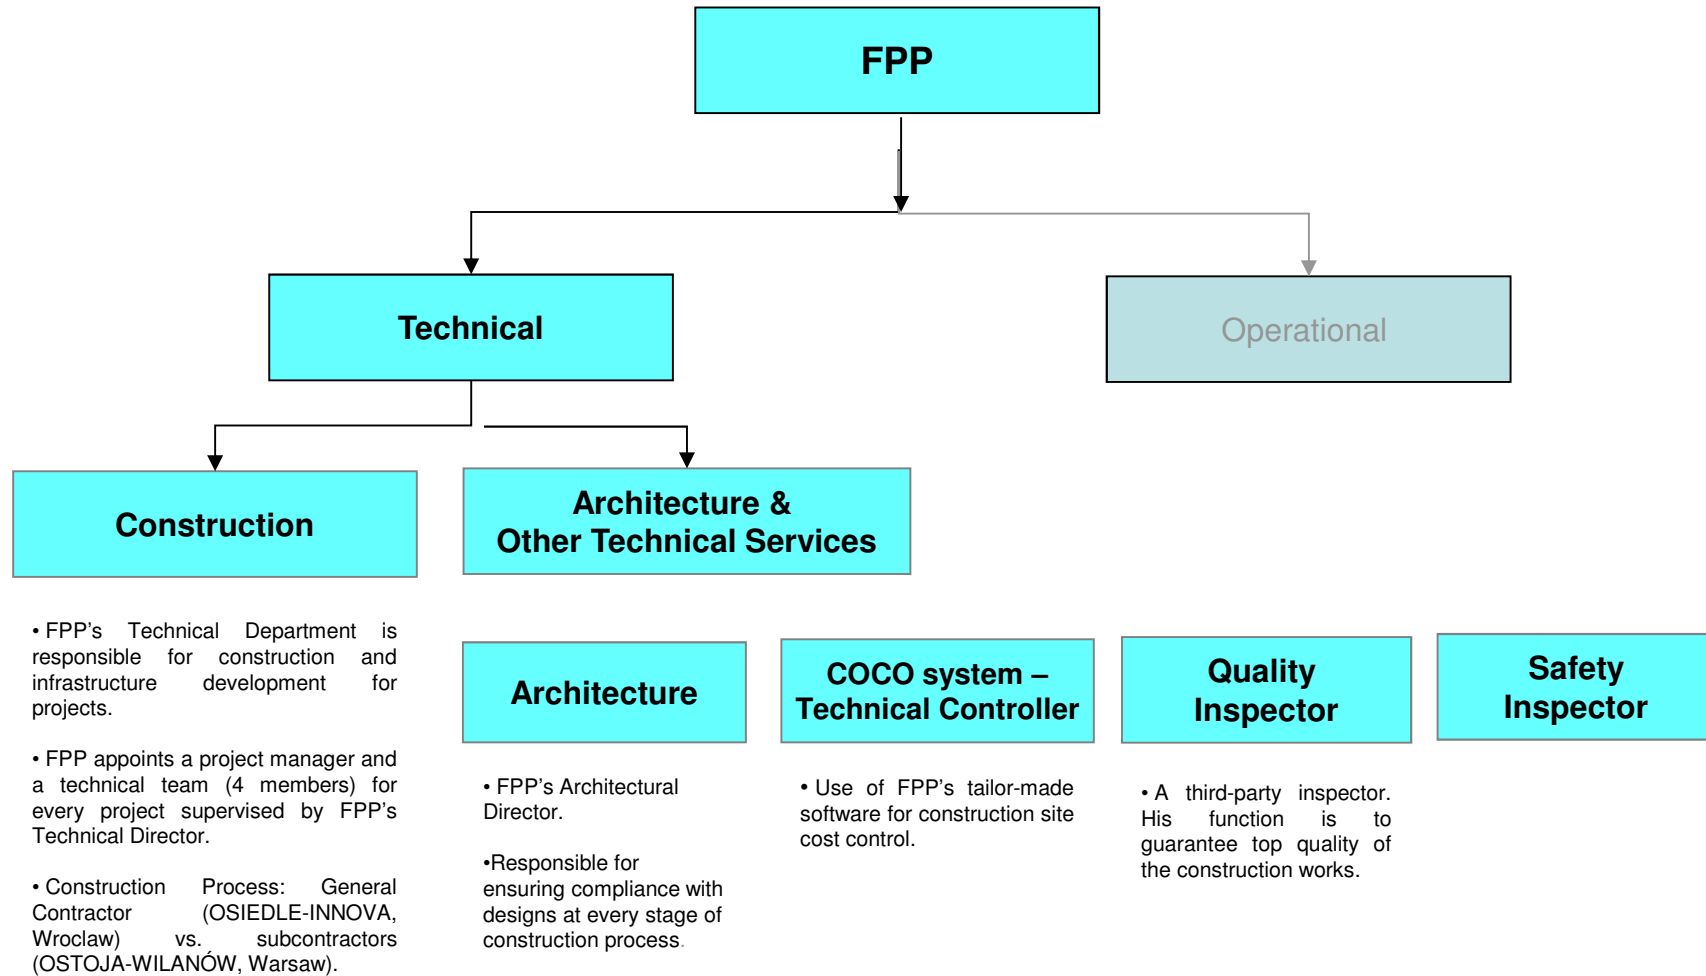 FPP
Technical
Operational
Construction
Architecture &
Other Technical Services
• FPP's Technical Department is
responsible for construction and
infrastructure development for
projects.
• FPP appoints a project manager and
a technical team (4 members) for
every project supervised by FPP's
Technical Director.
• Construction Process: General
Contractor (OSIEDLE-INNOVA,
Wroclaw) vs. subcontractors
(OSTOJA-WILANÓW, Warsaw).
Architecture
• FPP's Architectural
Director.
•Responsible for
ensuring compliance with
designs at every stage of
construction process.
COCO system –
Technical Controller
• Use of FPP's tailor-made
software for construction site
cost control.
Quality
Inspector
• A third-party inspector.
His function is to
guarantee top quality of
the construction works.
Safety
Inspector